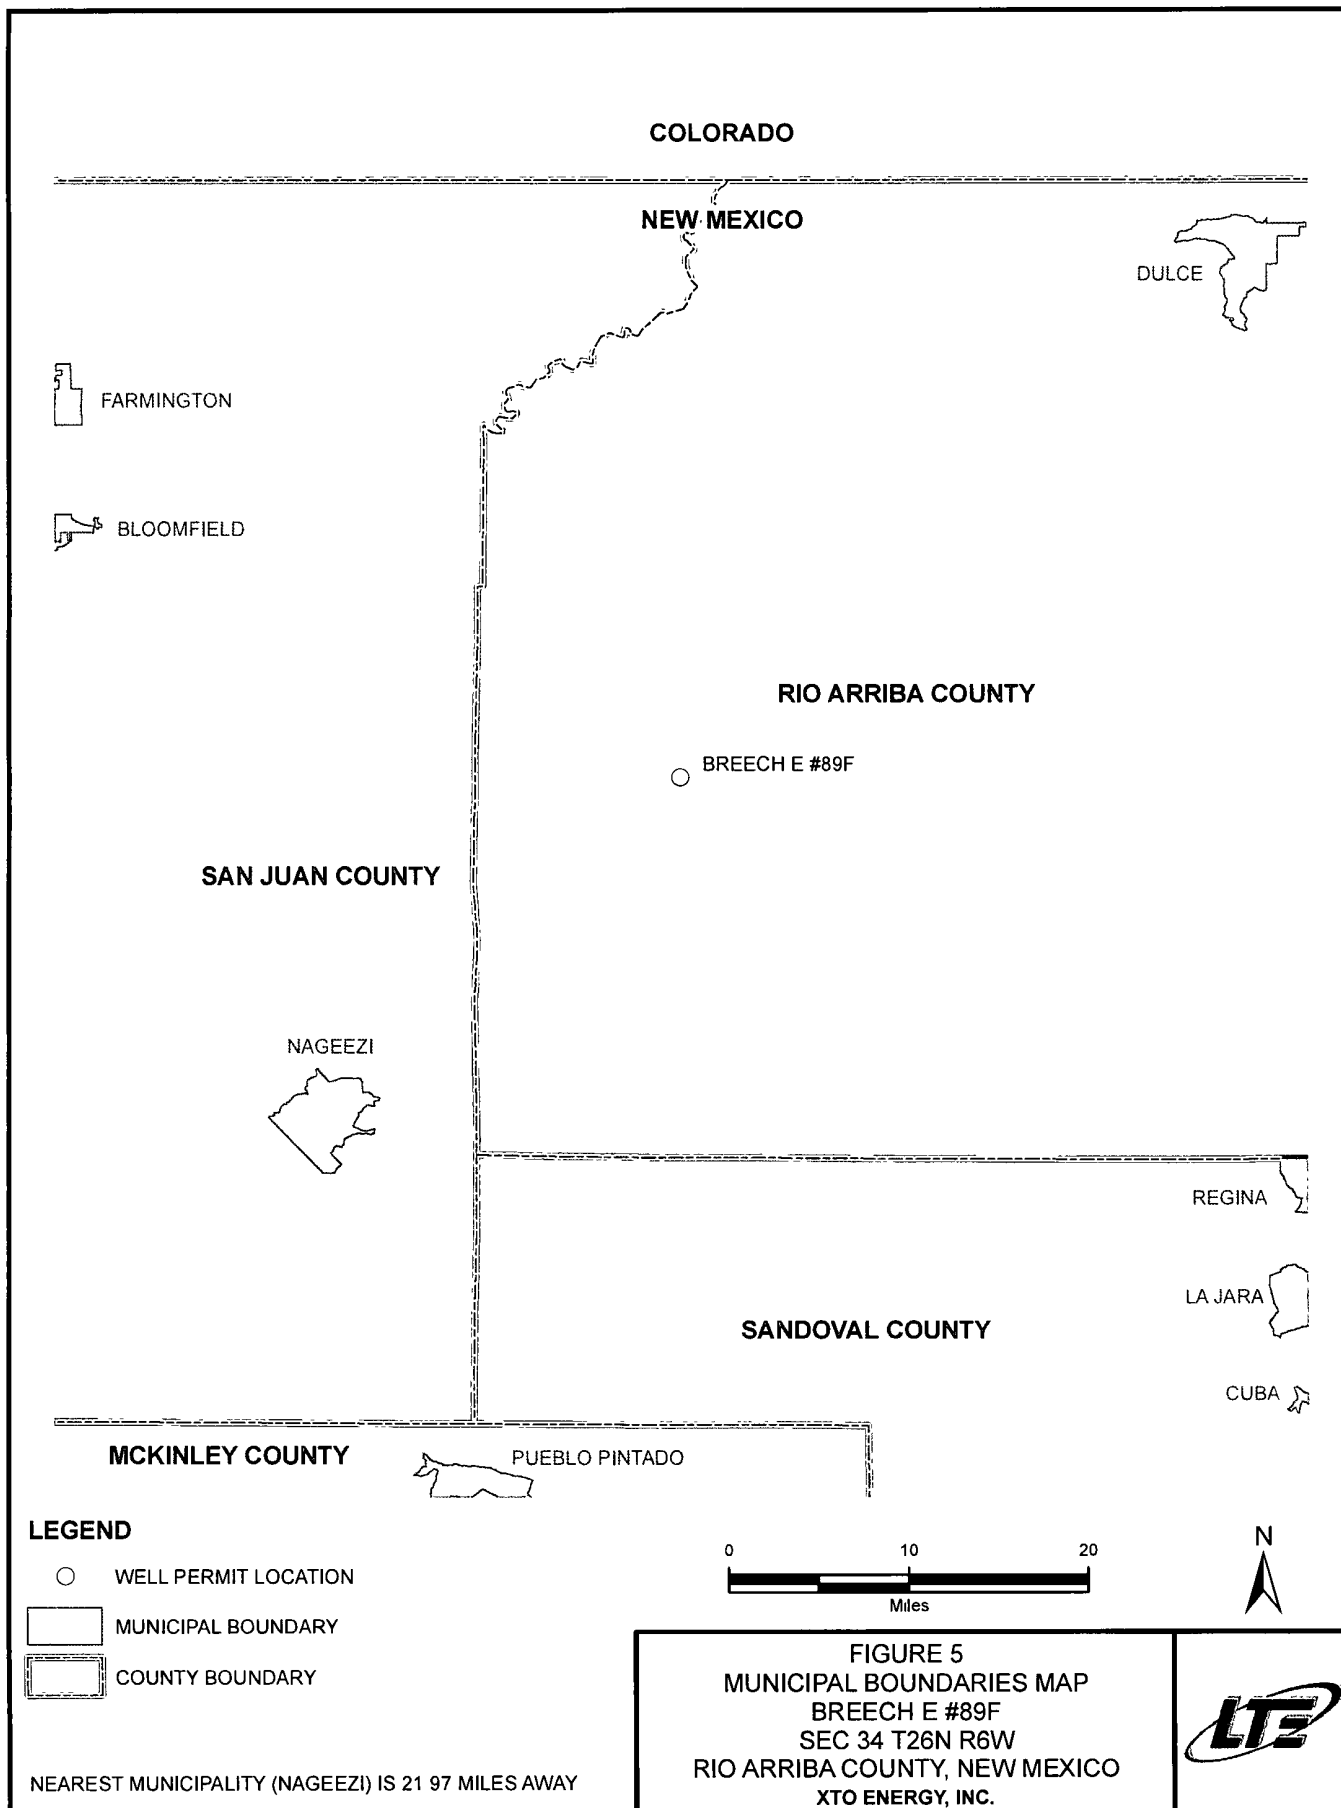 COLORADO
NEW MEXICO
DULCE
FARMINGTON
BLOOMFIELD
RIO ARRIBA COUNTY
BREECH E #89F
SAN JUAN COUNTY
NAGEEZI
REGINA
LA JARA
SANDOVAL COUNTY
CUBA
MCKINLEY COUNTY
PUEBLO PINTADO
LEGEND
WELL PERMIT LOCATION
MUNICIPAL BOUNDARY
COUNTY BOUNDARY
NEAREST MUNICIPALITY (NAGEEZI) IS 21 97 MILES AWAY
0 10 20
Miles
N
FIGURE 5
MUNICIPAL BOUNDARIES MAP
BREECH E #89F
SEC 34 T26N R6W
RIO ARRIBA COUNTY, NEW MEXICO
XTO ENERGY, INC.
LTE